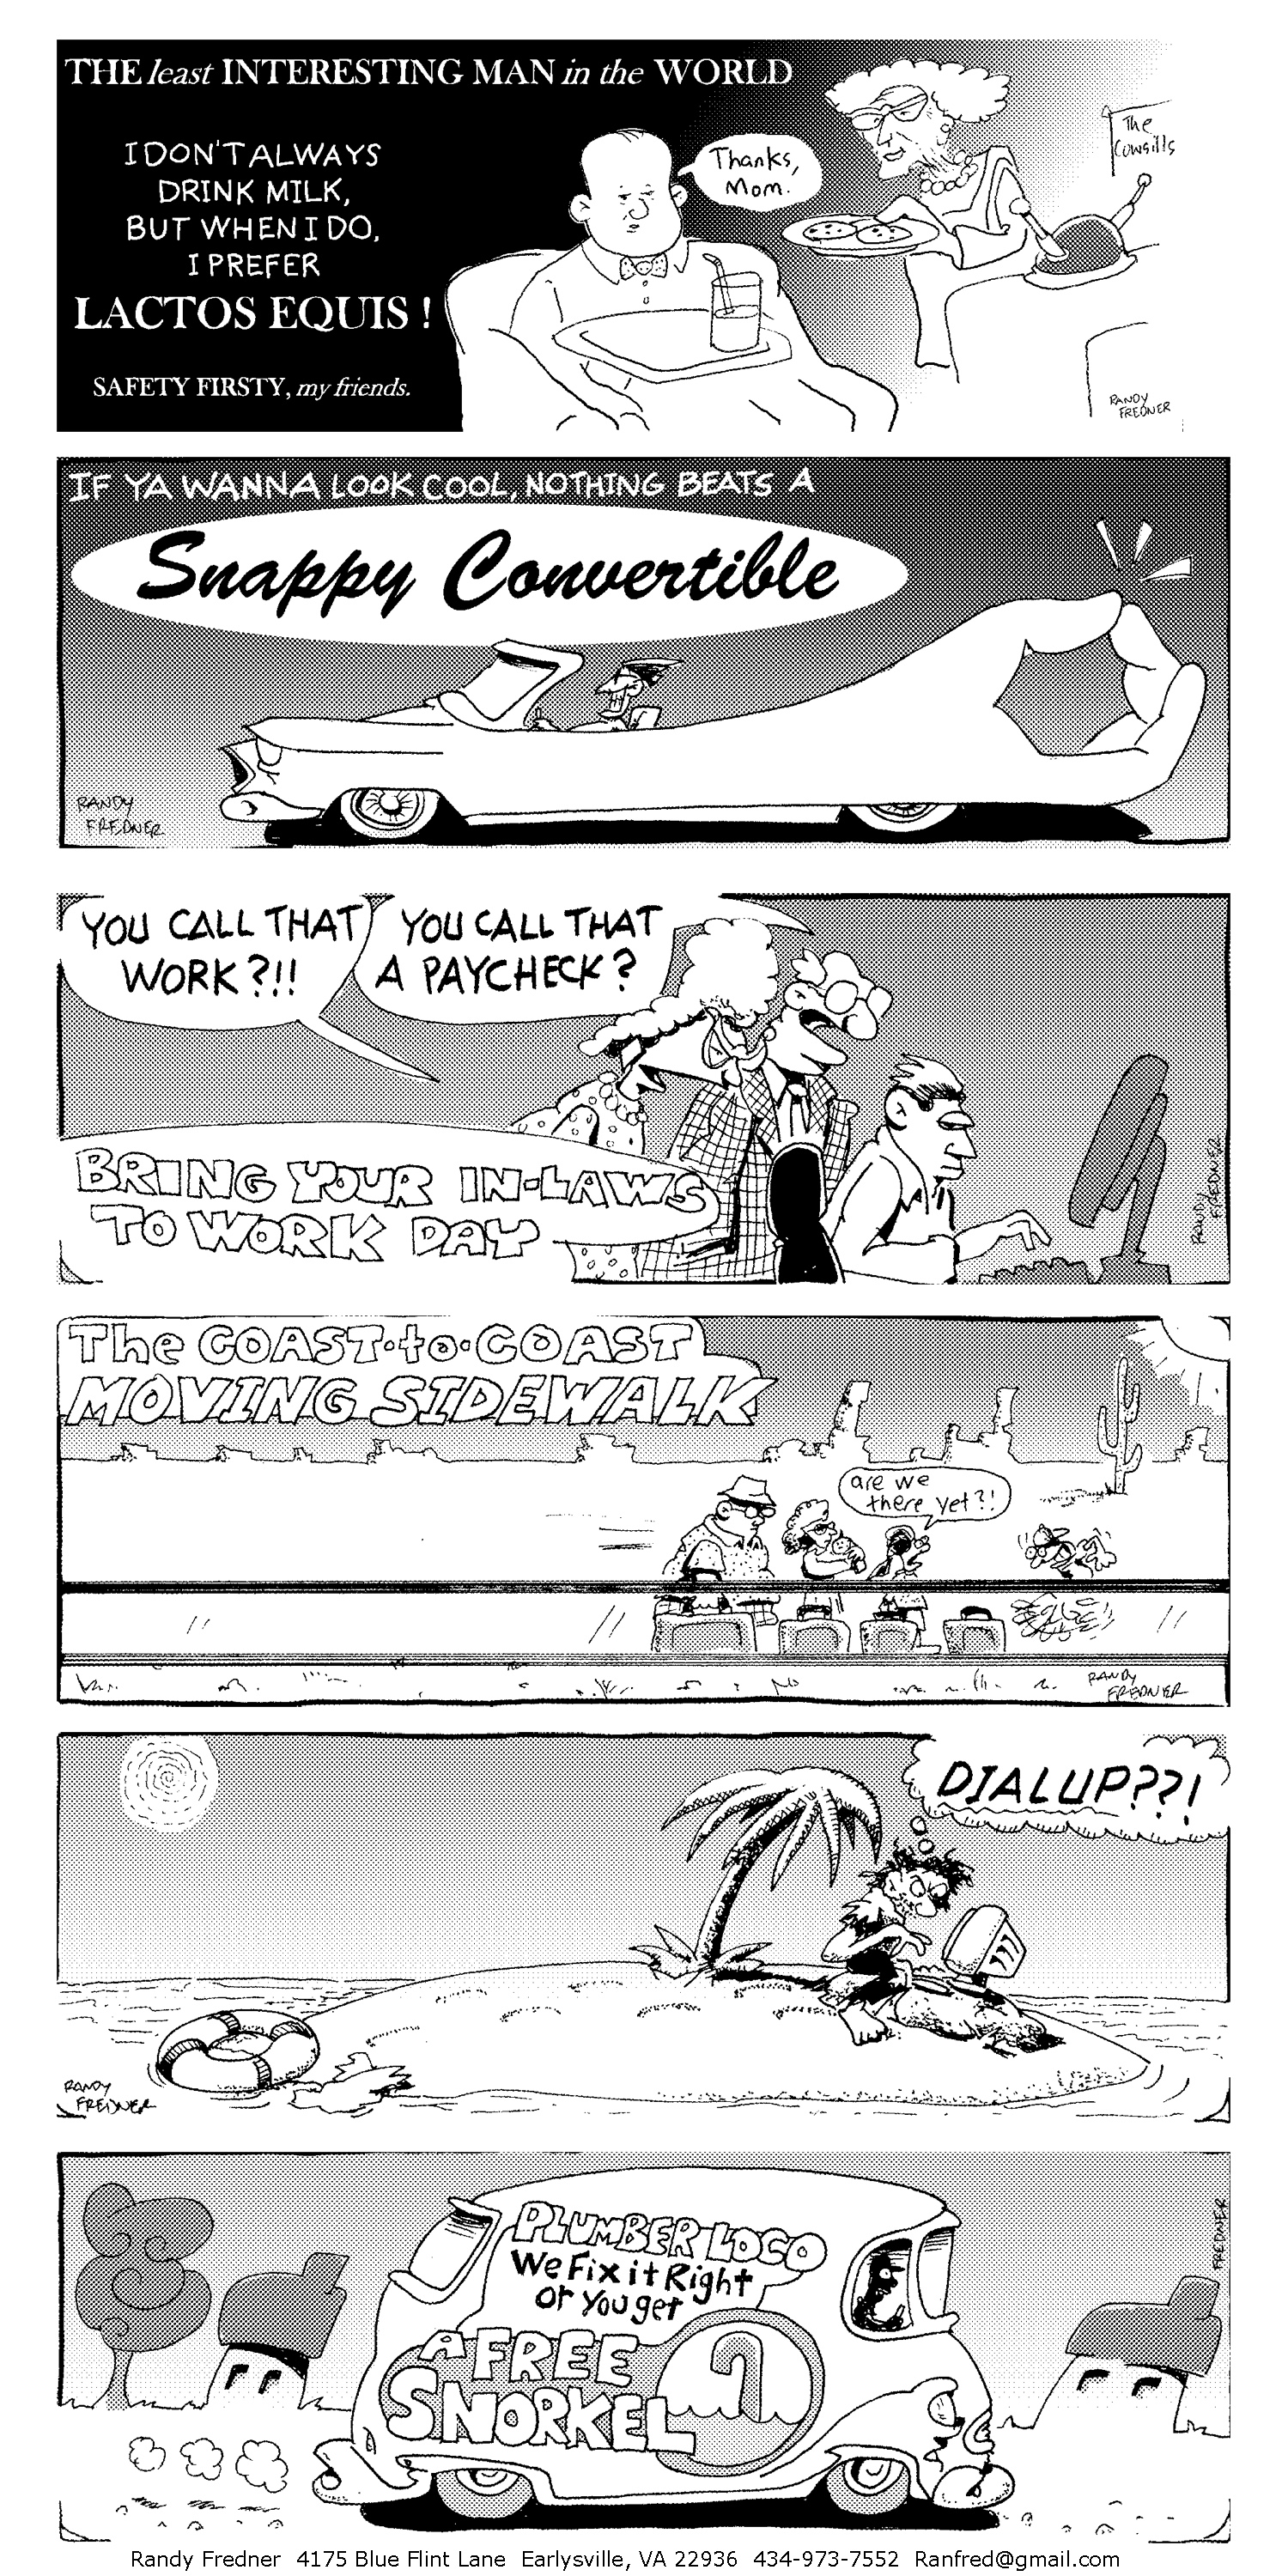 THE least INTERESTING MAN in the WORLD
I DON'T ALWAYS
DRINK MILK,
BUT WHEN I DO,
I PREFER
LACTOS EQUIS !
SAFETY FIRSTY, my friends.
Thanks,
Mom.
The
Cowsills
RANDY
FREDNER
IF YA WANNA LOOK COOL, NOTHING BEATS A
Snappy Convertible
RANDY
FREDNER
YOU CALL THAT
WORK?!!
YOU CALL THAT
A PAYCHECK?
BRING YOUR IN-LAWS
TO WORK DAY
RANDY
FREDNER
The COAST-to-COAST
MOVING SIDEWALK
are we
there yet?!
RANDY
FREDNER
DIALUP??!
RANDY
FREDNER
PLUMBER LOCO
We Fix it Right
or you get
A FREE
SNORKEL
FREDNER
Randy Fredner 4175 Blue Flint Lane Earlysville, VA 22936 434-973-7552 Ranfred@gmail.com